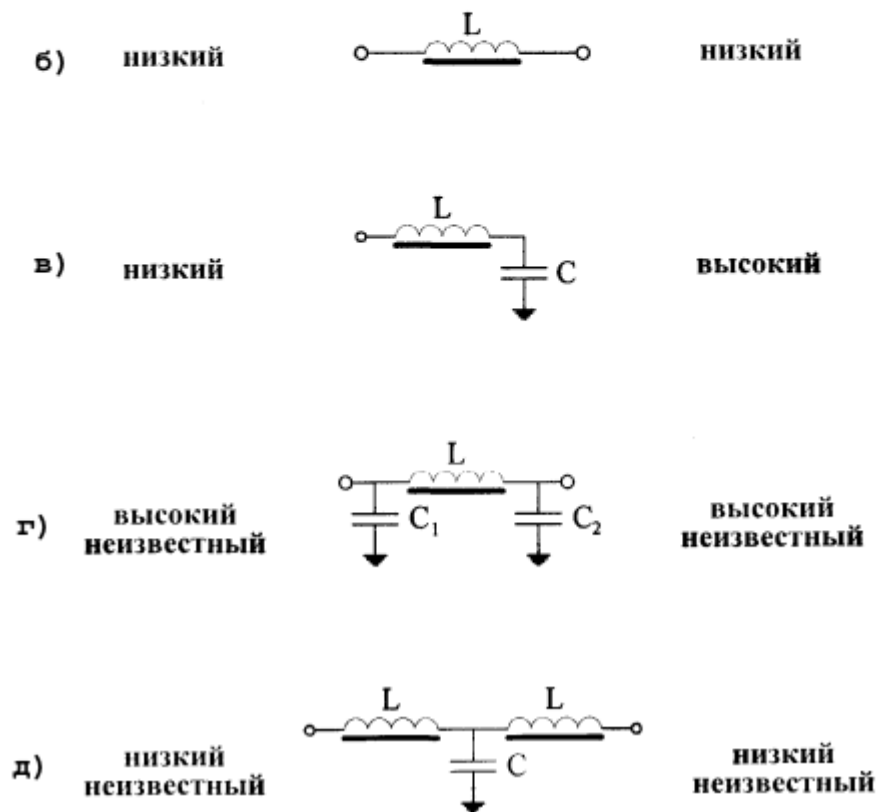 L
б) низкий низкий
L
в) низкий C высокий
L
г) высокий неизвестный C₁ C₂ высокий неизвестный
L L
д) низкий неизвестный C низкий неизвестный